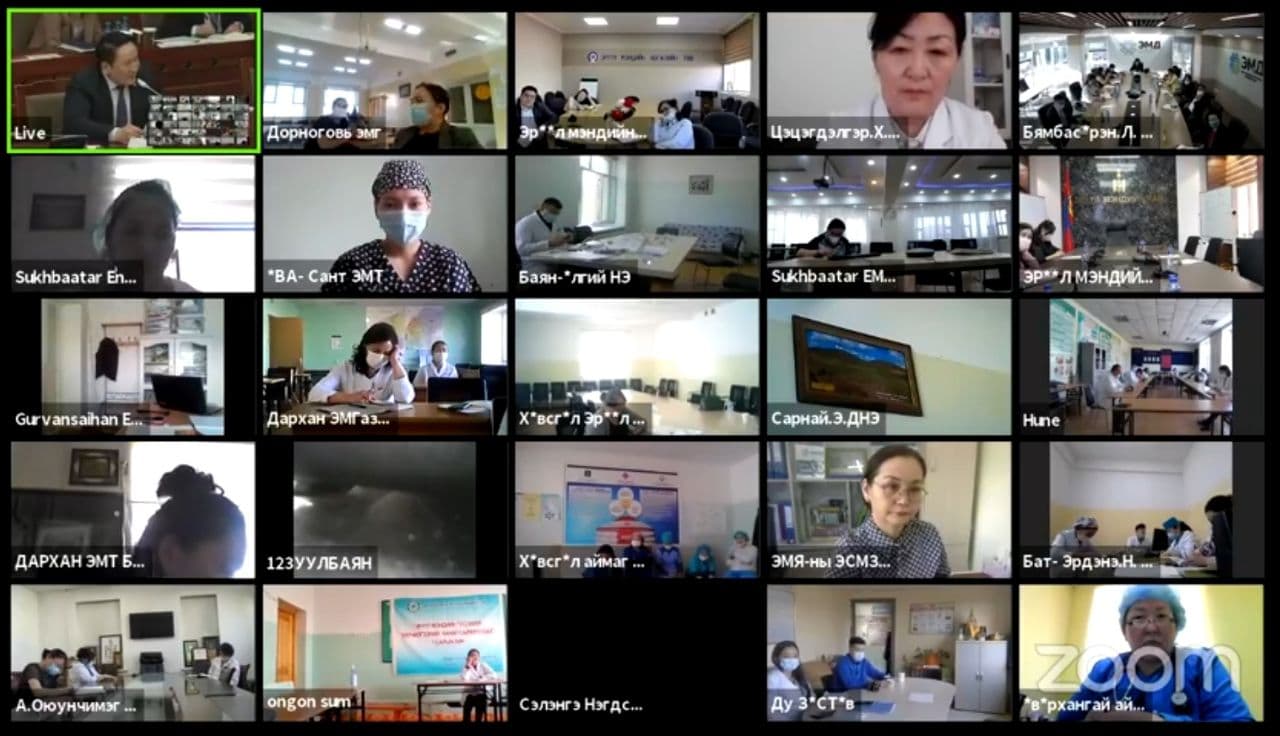 Live
Дорноговь эмг
Эр**л мэндийн...
Цэцэгдэлгэр.Х....
ЭМД
ЭМД
Бямбас*рэн.Л. ...
Sukhbaatar En...
*ВА- Сант ЭМТ
Баян-*лгий НЭ
Sukhbaatar EM...
ЭР**Л МЭНДИЙ...
Gurvansaihan E...
Дархан ЭМГаз...
Х*всг*л Эр**л ...
Сарнай.Э.ДНЭ
Hune
ДАРХАН ЭМТ Б...
123УУЛБАЯН
Х*всг*л аймаг ...
ЭМЯ-ны ЭСМЗ...
Бат- Эрдэнэ.Н. ...
А.Оюунчимэг ...
ongon sum
Сэлэнгэ Нэгдс...
Ду З*СТ*в
zoom
*в*рхангай ай...